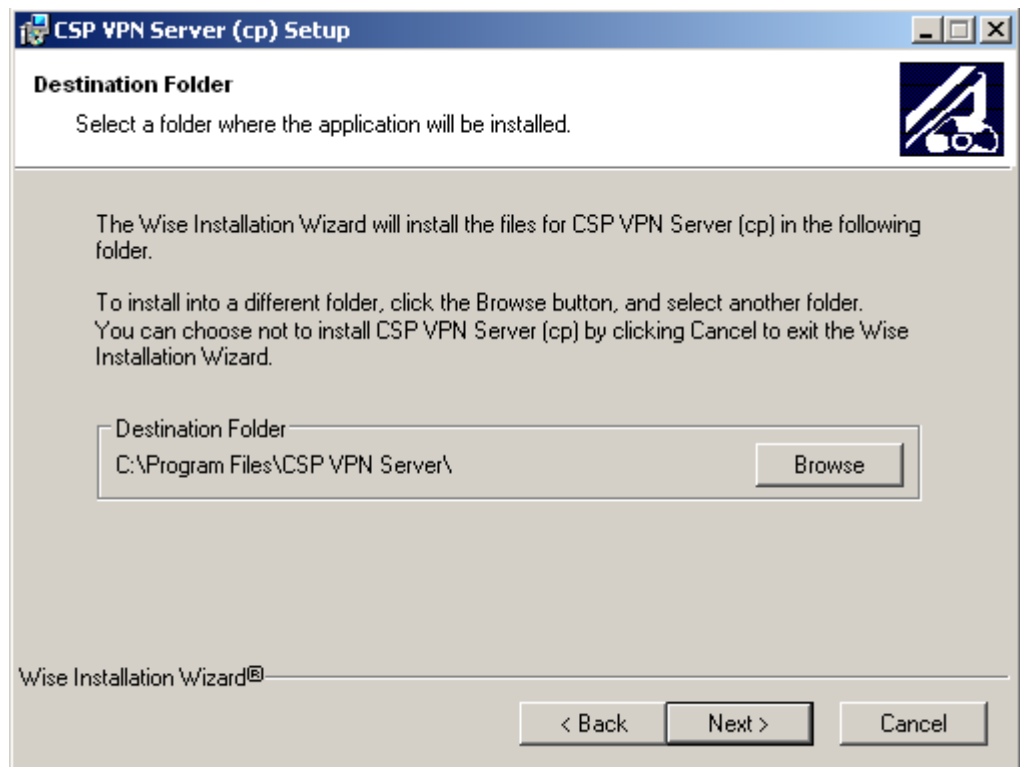 CSP VPN Server (cp) Setup
Destination Folder
Select a folder where the application will be installed.
The Wise Installation Wizard will install the files for CSP VPN Server (cp) in the following
folder.
To install into a different folder, click the Browse button, and select another folder.
You can choose not to install CSP VPN Server (cp) by clicking Cancel to exit the Wise
Installation Wizard.
Destination Folder
C:\Program Files\CSP VPN Server\
Browse
Wise Installation Wizard®
< Back
Next >
Cancel